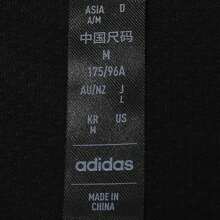 ASIA D
A/M
中国尺码
M
175/96A
AU/NZ J
L
KR US
M
adidas
MADE IN
CHINA